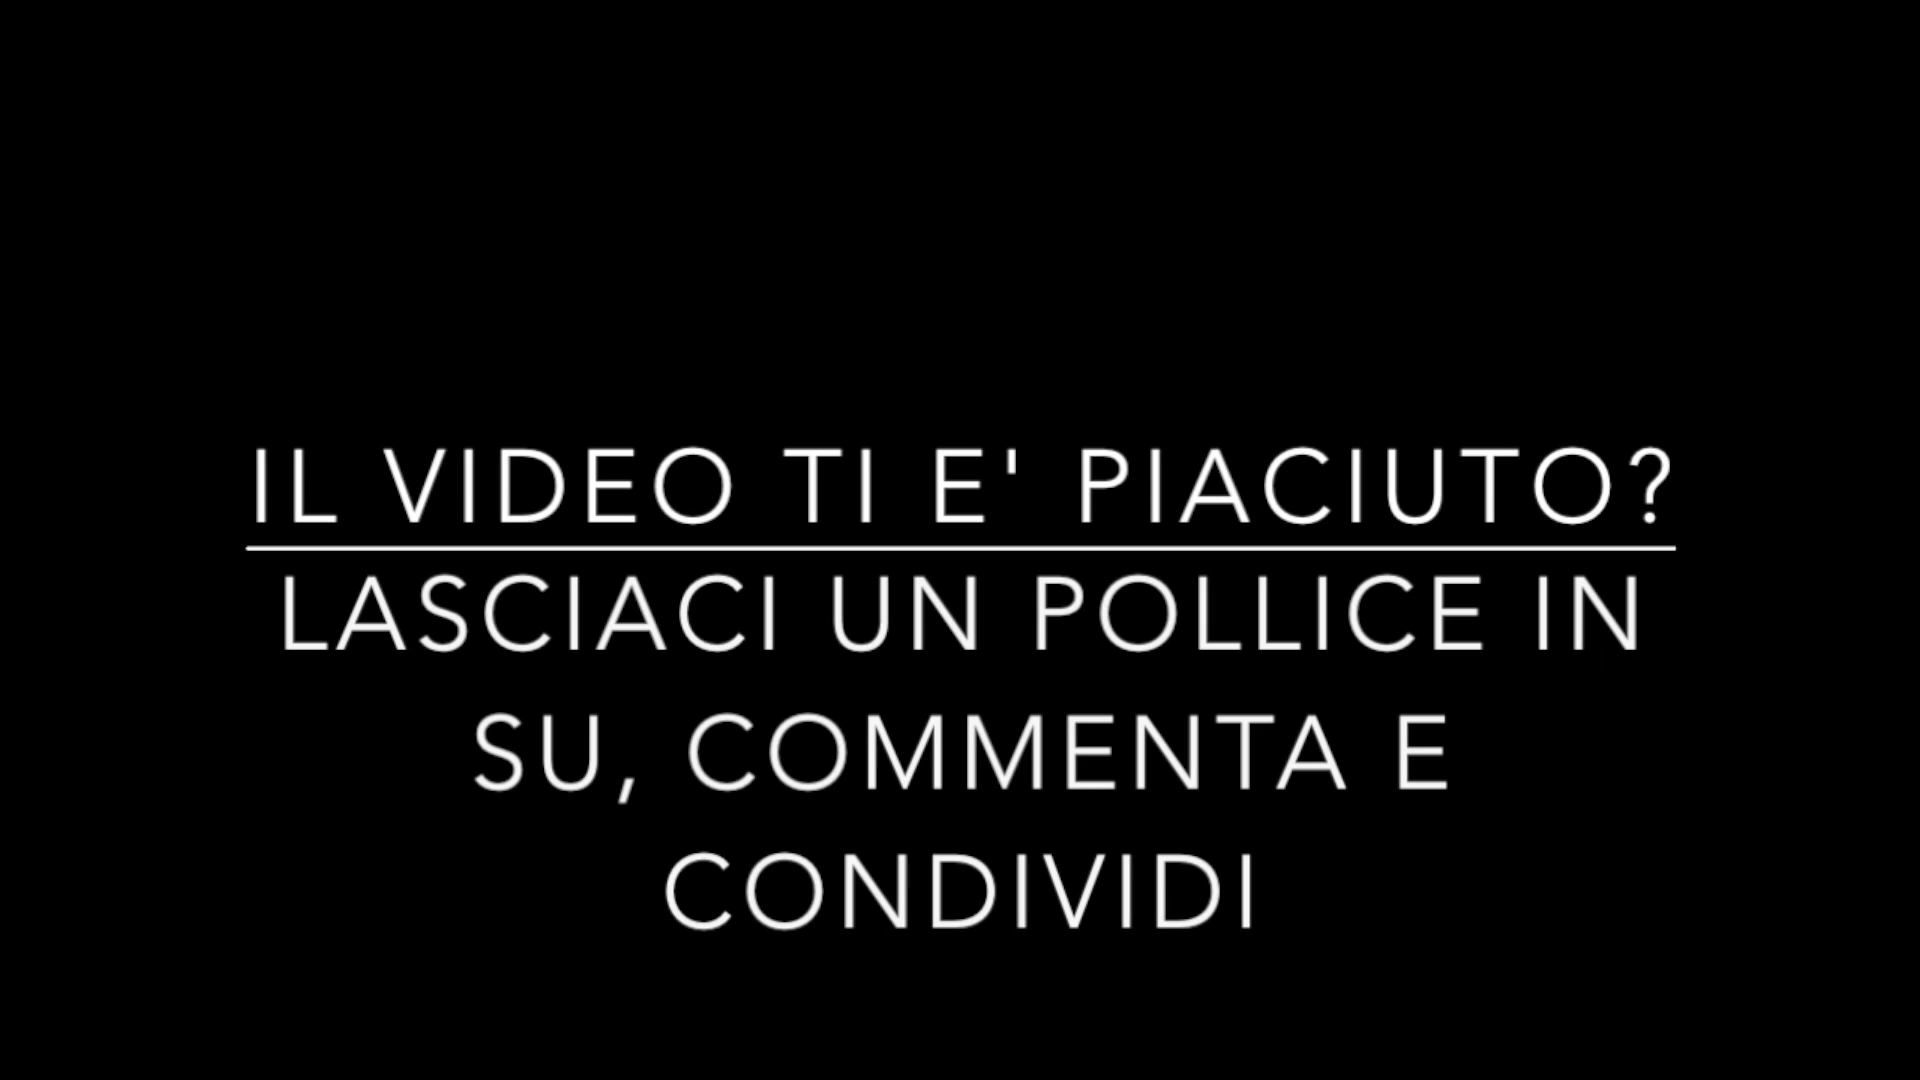 IL VIDEO TI E' PIACIUTO?
LASCIACI UN POLLICE IN
SU, COMMENTA E
CONDIVIDI